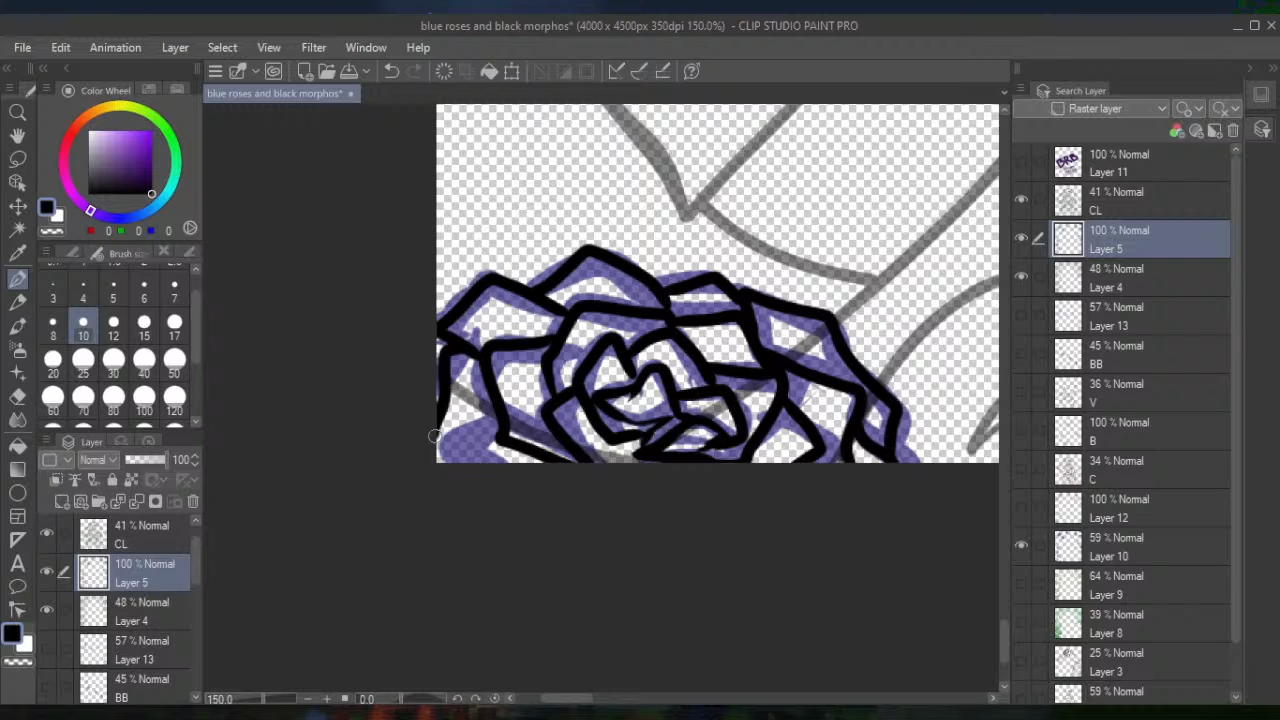 blue roses and black morphos* (4000 x 4500px 350dpi 150.0%) - CLIP STUDIO PAINT PRO
File Edit Animation Layer Select View Filter Window Help
Color Wheel
blue roses and black morphos*
Search Layer
Raster layer
0 0 0
Brush size
3 4 5 6 7
8 10 12 15 17
20 25 30 40 50
60 70 80 100 120
Layer
Normal 100
41 % Normal
CL
100 % Normal
Layer 5
48 % Normal
Layer 4
57 % Normal
Layer 13
45 % Normal
BB
150.0 0.0
BRB
100 % Normal
Layer 11
41 % Normal
CL
100 % Normal
Layer 5
48 % Normal
Layer 4
57 % Normal
Layer 13
45 % Normal
BB
36 % Normal
V
100 % Normal
B
34 % Normal
C
100 % Normal
Layer 12
59 % Normal
Layer 10
64 % Normal
Layer 9
39 % Normal
Layer 8
25 % Normal
Layer 3
59 % Normal